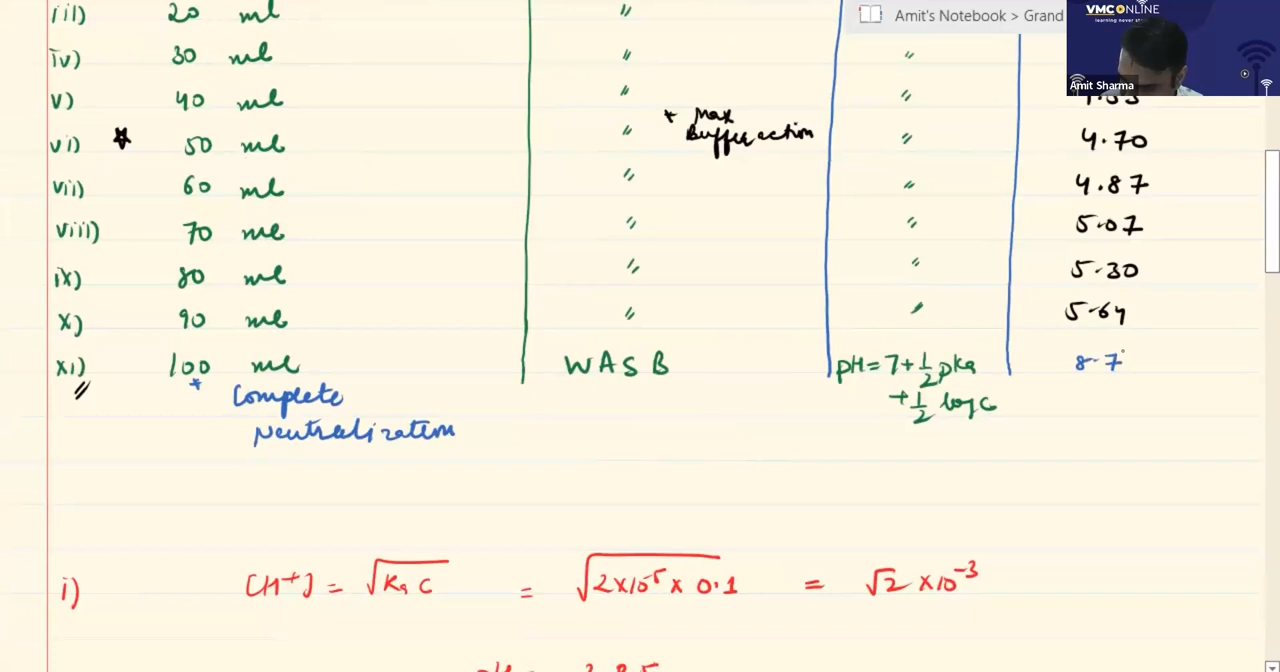 iii) 20 ml "
Amit's Notebook > Grand
VMC ONLINE
Amit Sharma
iv) 30 ml " "
v) 40 ml " "
vi) ★ 50 ml " * Max Buffer action " 4.70
vii) 60 ml " " 4.87
viii) 70 ml " " 5.07
ix) 80 ml " " 5.30
x) 90 ml " " 5.64
xi) 100 ml WASB pH = 7 + 1/2 pKa 8.7
+ 1/2 log c
* Complete
Neutralization
i) [H+] = √Ka C = √2×10⁻⁵ × 0.1 = √2 × 10⁻³